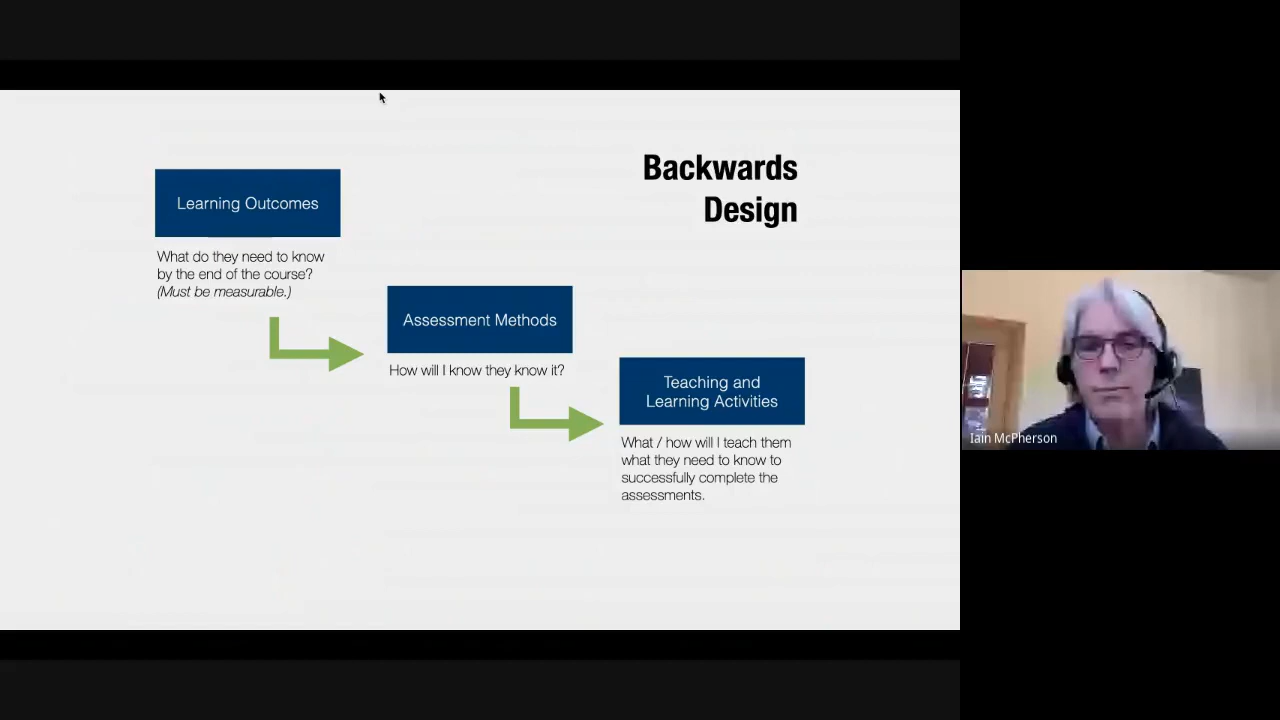 Backwards
Design
Learning Outcomes
What do they need to know
by the end of the course?
(Must be measurable.)
Assessment Methods
How will I know they know it?
Teaching and
Learning Activities
What / how will I teach them
what they need to know to
successfully complete the
assessments.
Iain McPherson